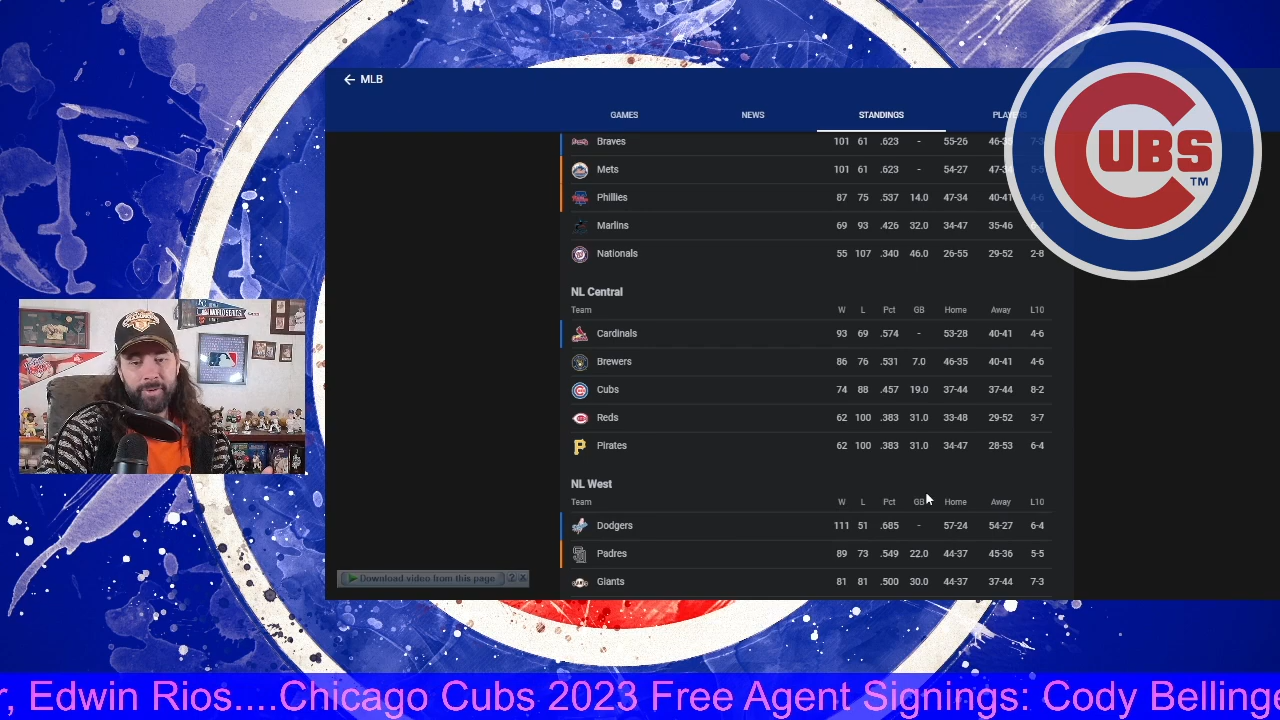 MLB
GAMES NEWS STANDINGS
Braves 101 61 .623 - 55-26
Mets 101 61 .623 - 54-27
Phillies 87 75 .537 14.0 47-34 40-41
Marlins 69 93 .426 32.0 34-47 35-46
Nationals 55 107 .340 46.0 26-55 29-52 2-8
CUBS TM
NL Central
Team W L Pct GB Home Away L10
Cardinals 93 69 .574 - 53-28 40-41 4-6
Brewers 86 76 .531 7.0 46-35 40-41 4-6
Cubs 74 88 .457 19.0 37-44 37-44 8-2
Reds 62 100 .383 31.0 33-48 29-52 3-7
Pirates 62 100 .383 31.0 34-47 28-53 6-4
NL West
Team W L Pct GB Home Away L10
Dodgers 111 51 .685 - 57-24 54-27 6-4
Padres 89 73 .549 22.0 44-37 45-36 5-5
Giants 81 81 .500 30.0 44-37 37-44 7-3
Download video from this page ? X
r, Edwin Rios....Chicago Cubs 2023 Free Agent Signings: Cody Bellinge